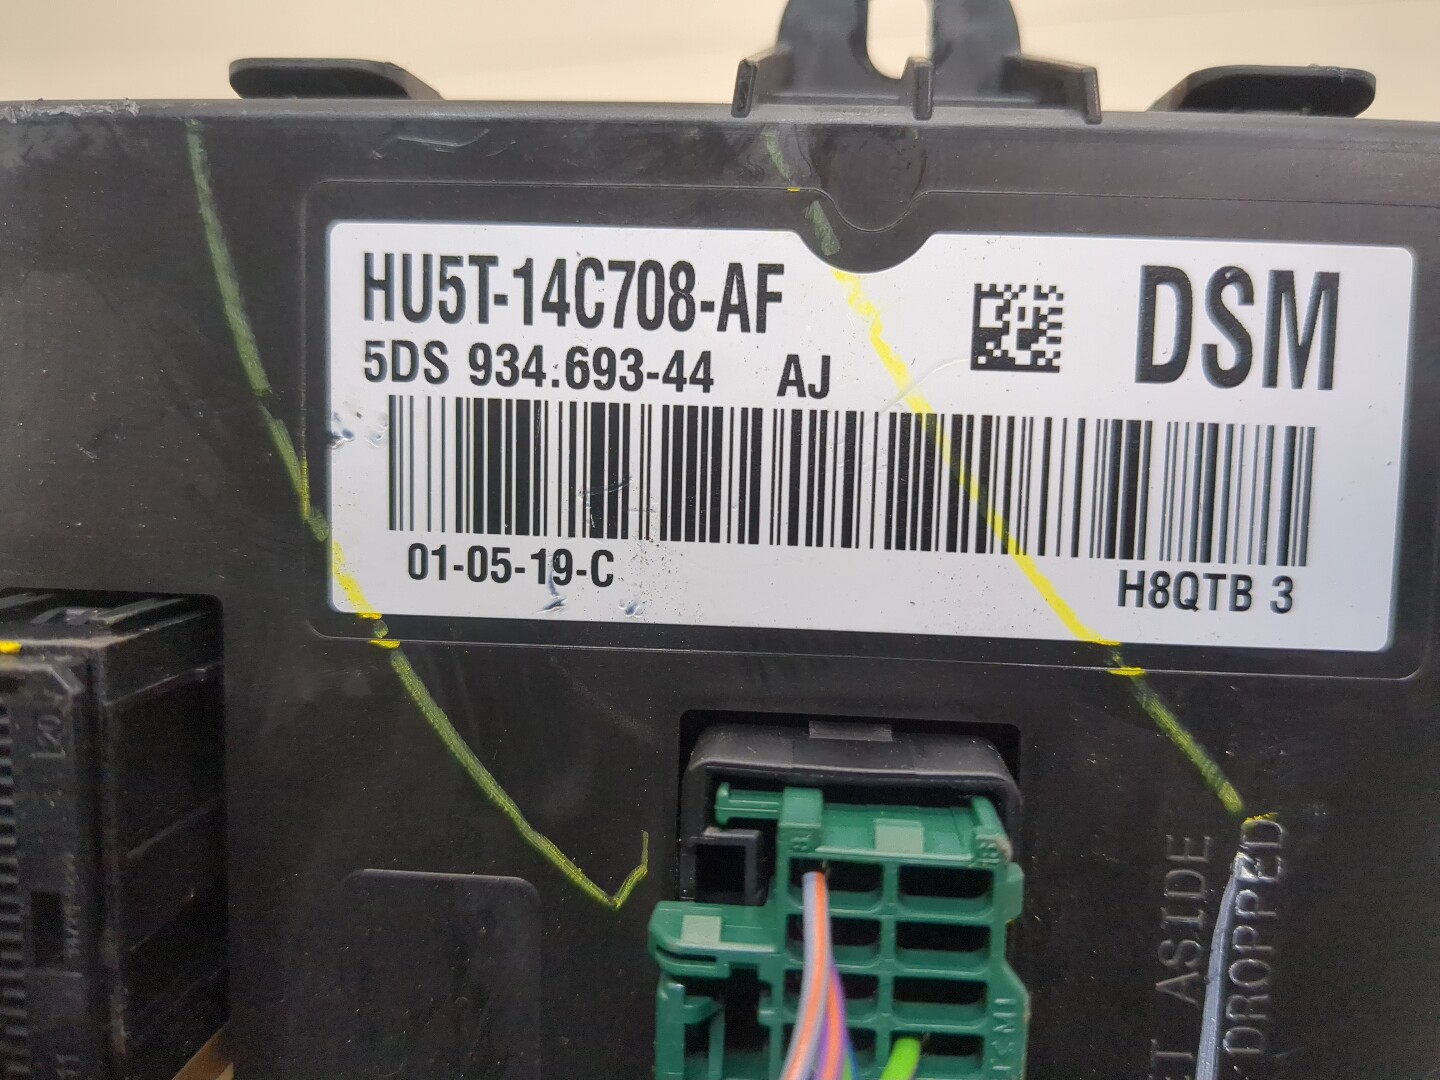 HU5T-14C708-AF
DSM
5DS 934.693-44 AJ
01-05-19-C
H8QTB 3
ASIDE
DROPPED